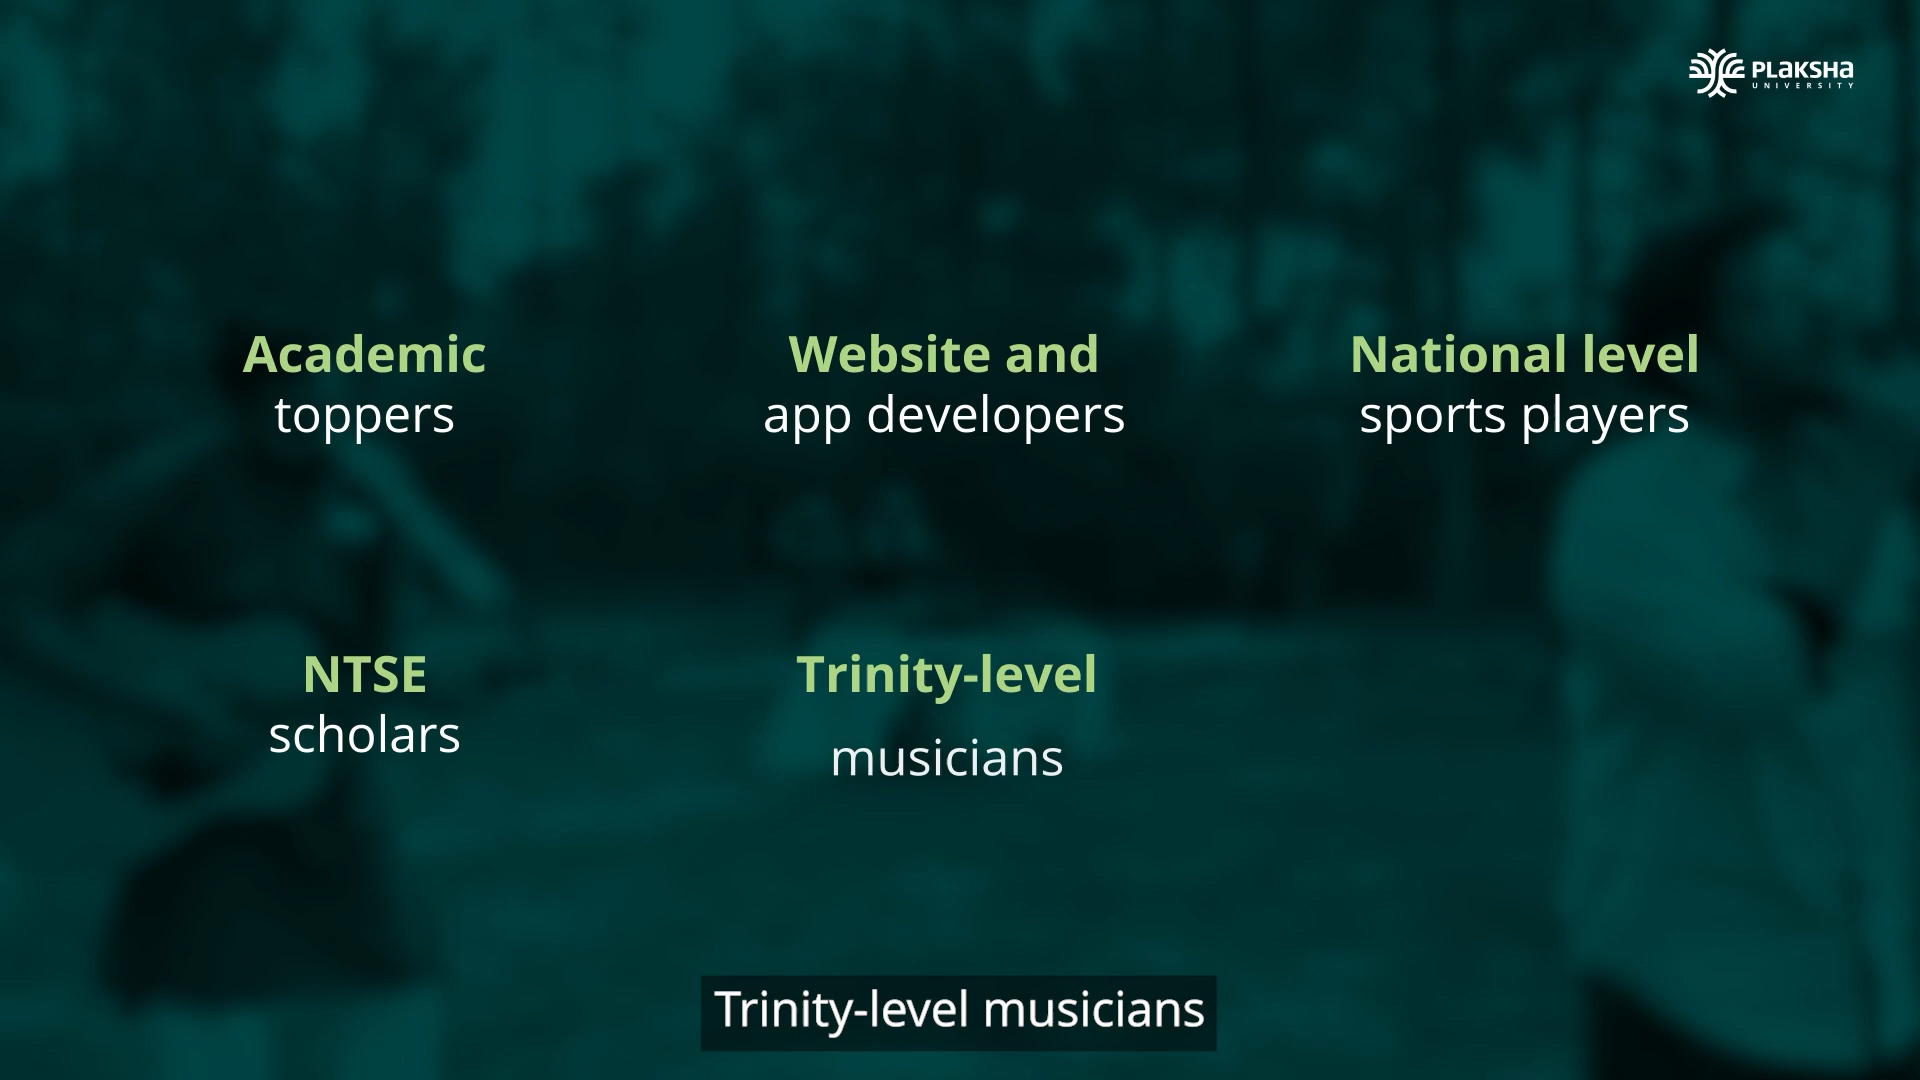 PLAKSHA
UNIVERSITY
Academic
toppers
Website and
app developers
National level
sports players
NTSE
scholars
Trinity-level
musicians
Trinity-level musicians